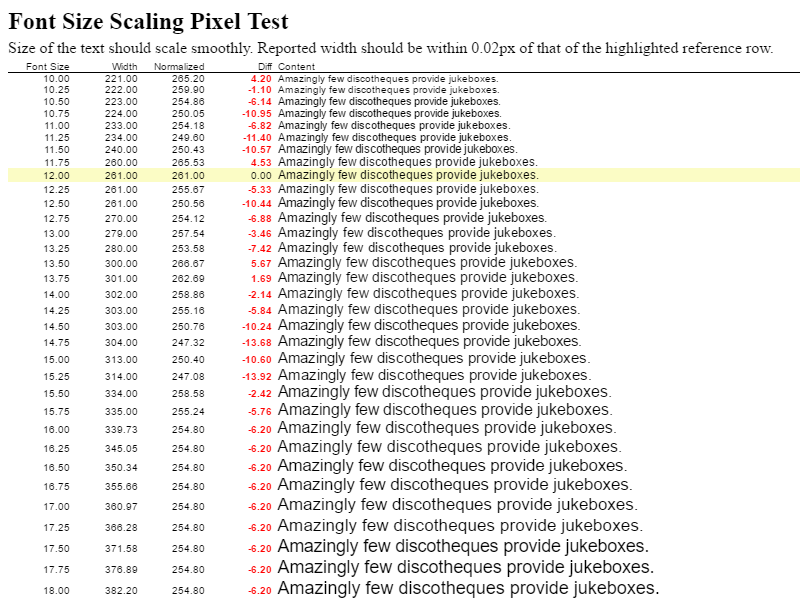 Font Size Scaling Pixel Test
Size of the text should scale smoothly. Reported width should be within 0.02px of that of the highlighted reference row.
Font Size Width Normalized Diff Content
10.00 221.00 265.20 4.20 Amazingly few discotheques provide jukeboxes.
10.25 222.00 259.90 -1.10 Amazingly few discotheques provide jukeboxes.
10.50 223.00 254.86 -6.14 Amazingly few discotheques provide jukeboxes.
10.75 224.00 250.05 -10.95 Amazingly few discotheques provide jukeboxes.
11.00 233.00 254.18 -6.82 Amazingly few discotheques provide jukeboxes.
11.25 234.00 249.60 -11.40 Amazingly few discotheques provide jukeboxes.
11.50 240.00 250.43 -10.57 Amazingly few discotheques provide jukeboxes.
11.75 260.00 265.53 4.53 Amazingly few discotheques provide jukeboxes.
12.00 261.00 261.00 0.00 Amazingly few discotheques provide jukeboxes.
12.25 261.00 255.67 -5.33 Amazingly few discotheques provide jukeboxes.
12.50 261.00 250.56 -10.44 Amazingly few discotheques provide jukeboxes.
12.75 270.00 254.12 -6.88 Amazingly few discotheques provide jukeboxes.
13.00 279.00 257.54 -3.46 Amazingly few discotheques provide jukeboxes.
13.25 280.00 253.58 -7.42 Amazingly few discotheques provide jukeboxes.
13.50 300.00 266.67 5.67 Amazingly few discotheques provide jukeboxes.
13.75 301.00 262.69 1.69 Amazingly few discotheques provide jukeboxes.
14.00 302.00 258.86 -2.14 Amazingly few discotheques provide jukeboxes.
14.25 303.00 255.16 -5.84 Amazingly few discotheques provide jukeboxes.
14.50 303.00 250.76 -10.24 Amazingly few discotheques provide jukeboxes.
14.75 304.00 247.32 -13.68 Amazingly few discotheques provide jukeboxes.
15.00 313.00 250.40 -10.60 Amazingly few discotheques provide jukeboxes.
15.25 314.00 247.08 -13.92 Amazingly few discotheques provide jukeboxes.
15.50 334.00 258.58 -2.42 Amazingly few discotheques provide jukeboxes.
15.75 335.00 255.24 -5.76 Amazingly few discotheques provide jukeboxes.
16.00 339.73 254.80 -6.20 Amazingly few discotheques provide jukeboxes.
16.25 345.05 254.80 -6.20 Amazingly few discotheques provide jukeboxes.
16.50 350.34 254.80 -6.20 Amazingly few discotheques provide jukeboxes.
16.75 355.66 254.80 -6.20 Amazingly few discotheques provide jukeboxes.
17.00 360.97 254.80 -6.20 Amazingly few discotheques provide jukeboxes.
17.25 366.28 254.80 -6.20 Amazingly few discotheques provide jukeboxes.
17.50 371.58 254.80 -6.20 Amazingly few discotheques provide jukeboxes.
17.75 376.89 254.80 -6.20 Amazingly few discotheques provide jukeboxes.
18.00 382.20 254.80 -6.20 Amazingly few discotheques provide jukeboxes.